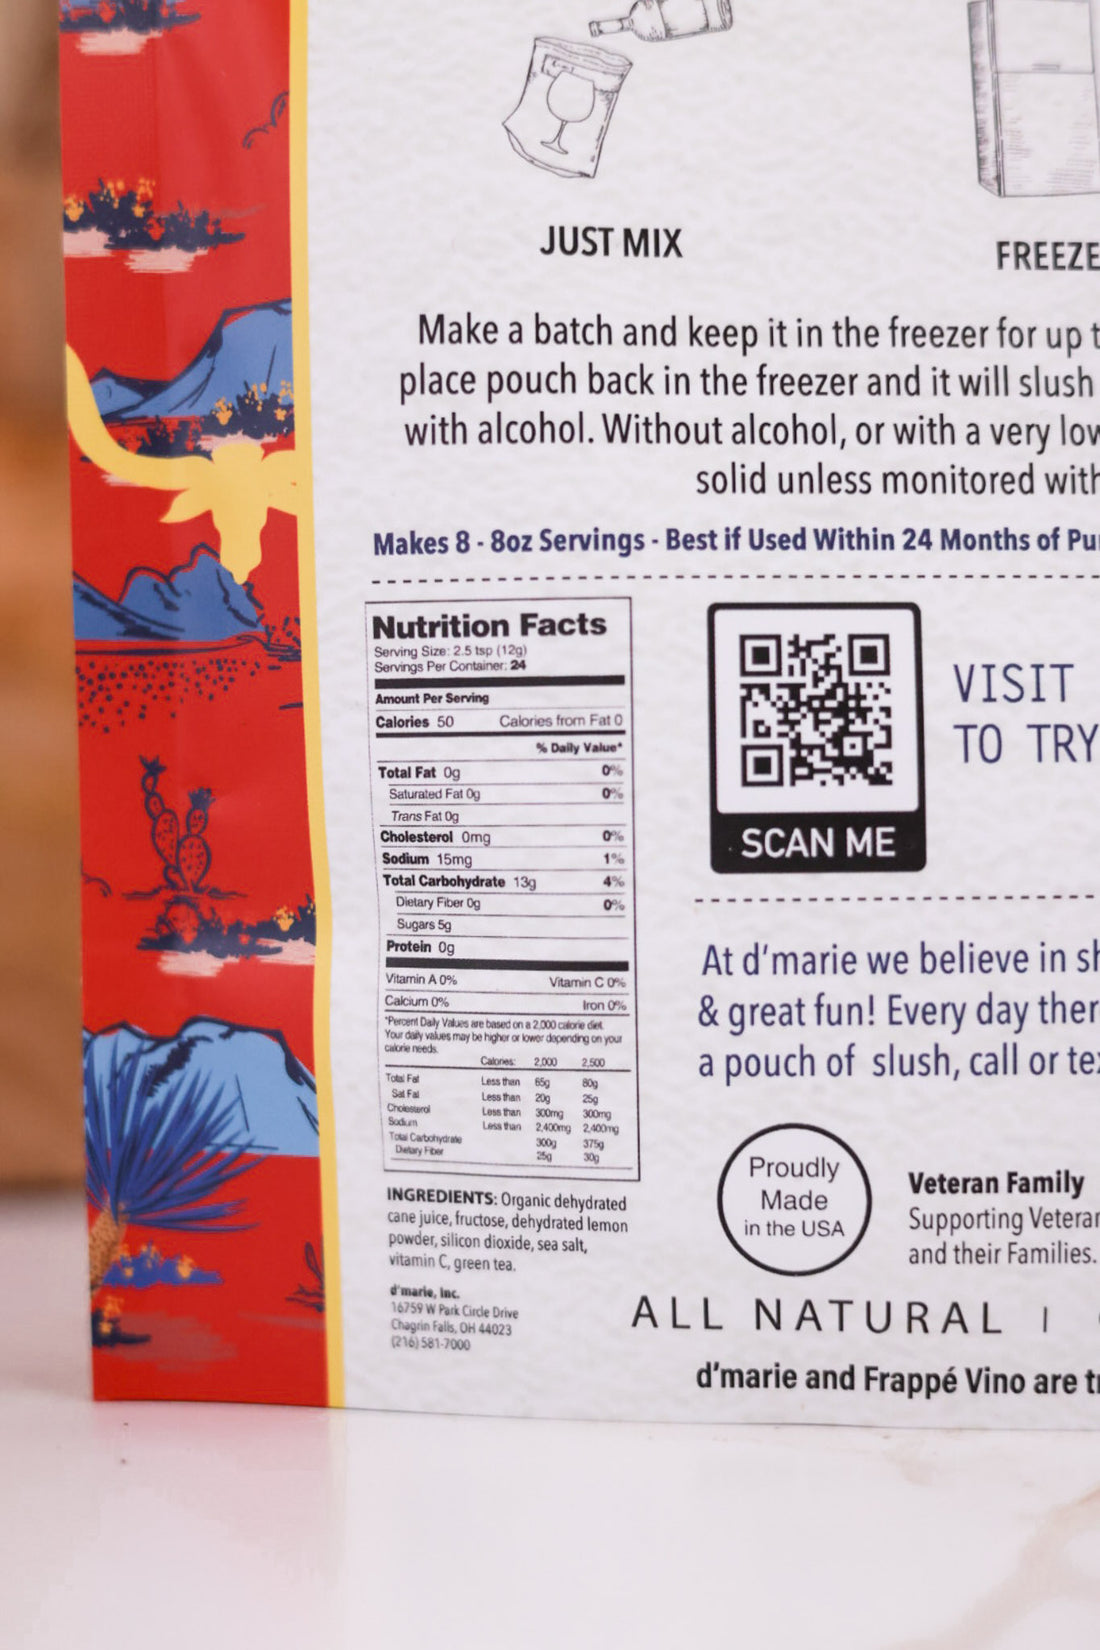 JUST MIX
FREEZE
Make a batch and keep it in the freezer for up t
place pouch back in the freezer and it will slush
with alcohol. Without alcohol, or with a very low
solid unless monitored with
Makes 8 - 8oz Servings - Best if Used Within 24 Months of Pu
Nutrition Facts
Serving Size: 2.5 tsp (12g)
Servings Per Container: 24
Amount Per Serving
Calories 50 Calories from Fat 0
% Daily Value*
Total Fat 0g 0%
Saturated Fat 0g 0%
Trans Fat 0g
Cholesterol 0mg 0%
Sodium 15mg 1%
Total Carbohydrate 13g 4%
Dietary Fiber 0g 0%
Sugars 5g
Protein 0g
Vitamin A 0% Vitamin C 0%
Calcium 0% Iron 0%
*Percent Daily Values are based on a 2,000 calorie diet.
Your daily values may be higher or lower depending on your
calorie needs.
Calories: 2,000 2,500
Total Fat Less than 65g 80g
Sat Fat Less than 20g 25g
Cholesterol Less than 300mg 300mg
Sodium Less than 2,400mg 2,400mg
Total Carbohydrate 300g 375g
Dietary Fiber 25g 30g
INGREDIENTS: Organic dehydrated
cane juice, fructose, dehydrated lemon
powder, silicon dioxide, sea salt,
vitamin C, green tea.
d'marie, Inc.
16759 W Park Circle Drive
Chagrin Falls, OH 44023
(216) 581-7000
SCAN ME
VISIT
TO TRY
At d'marie we believe in sh
& great fun! Every day ther
a pouch of slush, call or te
Proudly
Made
in the USA
Veteran Family
Supporting Veteran
and their Families.
ALL NATURAL |
d'marie and Frappé Vino are tr